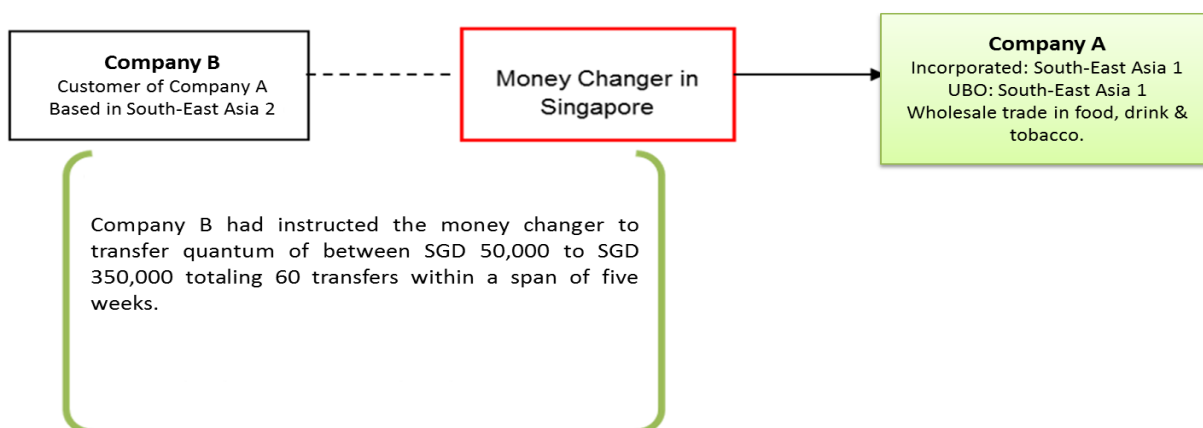 Company B
Customer of Company A
Based in South-East Asia 2
Money Changer in
Singapore
Company A
Incorporated: South-East Asia 1
UBO: South-East Asia 1
Wholesale trade in food, drink &
tobacco.
Company B had instructed the money changer to
transfer quantum of between SGD 50,000 to SGD
350,000 totaling 60 transfers within a span of five
weeks.